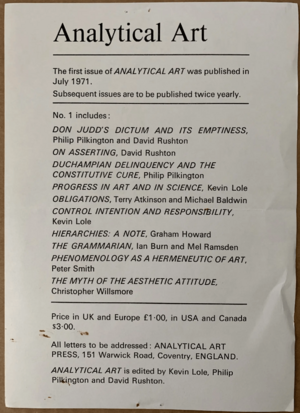 Analytical Art
The first issue of ANALYTICAL ART was published in
July 1971.
Subsequent issues are to be published twice yearly.
No. 1 includes:
DON JUDD'S DICTUM AND ITS EMPTINESS,
Philip Pilkington and David Rushton
ON ASSERTING, David Rushton
DUCHAMPIAN DELINQUENCY AND THE
CONSTITUTIVE CURE, Philip Pilkington
PROGRESS IN ART AND IN SCIENCE, Kevin Lole
OBLIGATIONS, Terry Atkinson and Michael Baldwin
CONTROL INTENTION AND RESPONSIBILITY,
Kevin Lole
HIERARCHIES: A NOTE, Graham Howard
THE GRAMMARIAN, Ian Burn and Mel Ramsden
PHENOMENOLOGY AS A HERMENEUTIC OF ART,
Peter Smith
THE MYTH OF THE AESTHETIC ATTITUDE,
Christopher Willsmore
Price in UK and Europe £1·00, in USA and Canada
$3·00.
All letters to be addressed: ANALYTICAL ART
PRESS, 151 Warwick Road, Coventry, ENGLAND.
ANALYTICAL ART is edited by Kevin Lole, Philip
Pilkington and David Rushton.